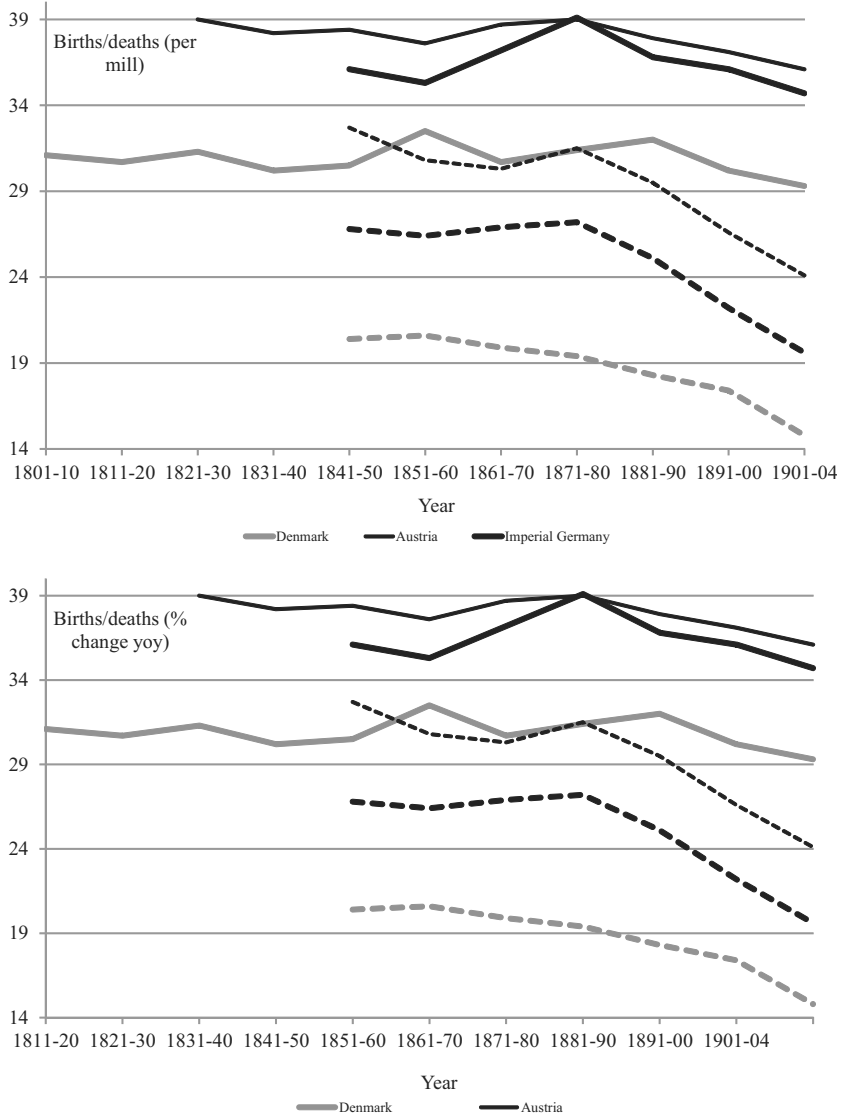 39
Births/deaths (per
mill)
34
29
24
19
14
1801-10 1811-20 1821-30 1831-40 1841-50 1851-60 1861-70 1871-80 1881-90 1891-00 1901-04
Year
Denmark Austria Imperial Germany
39
Births/deaths (%
change yoy)
34
29
24
19
14
1811-20 1821-30 1831-40 1841-50 1851-60 1861-70 1871-80 1881-90 1891-00 1901-04
Year
Denmark Austria